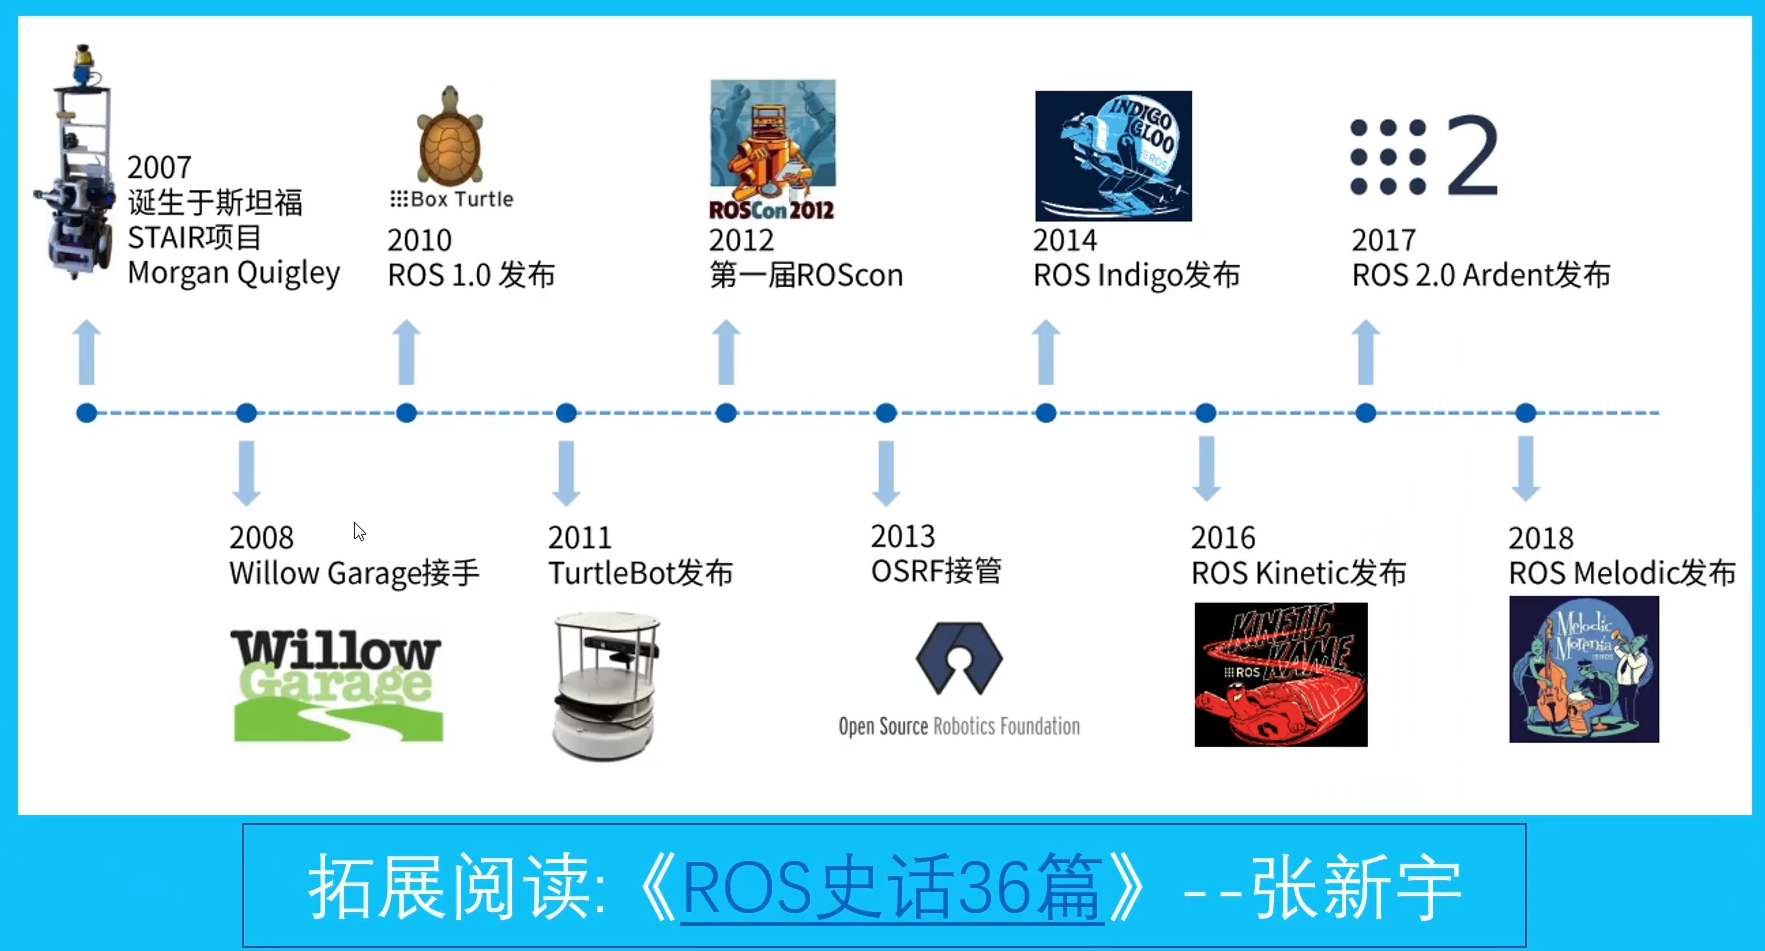 2007
诞生于斯坦福
STAIR项目
Morgan Quigley
Box Turtle
2010
ROS 1.0 发布
ROSCon 2012
2012
第一届ROScon
INDIGO
IGLOO
ROS
2014
ROS Indigo发布
2
2017
ROS 2.0 Ardent发布
2008
Willow Garage接手
Willow
Garage
2011
TurtleBot发布
2013
OSRF接管
Open Source Robotics Foundation
2016
ROS Kinetic发布
KINETIC
KAME
ROS
2018
ROS Melodic发布
Melodic
Morenia
ROS
拓展阅读:《ROS史话36篇》--张新宇